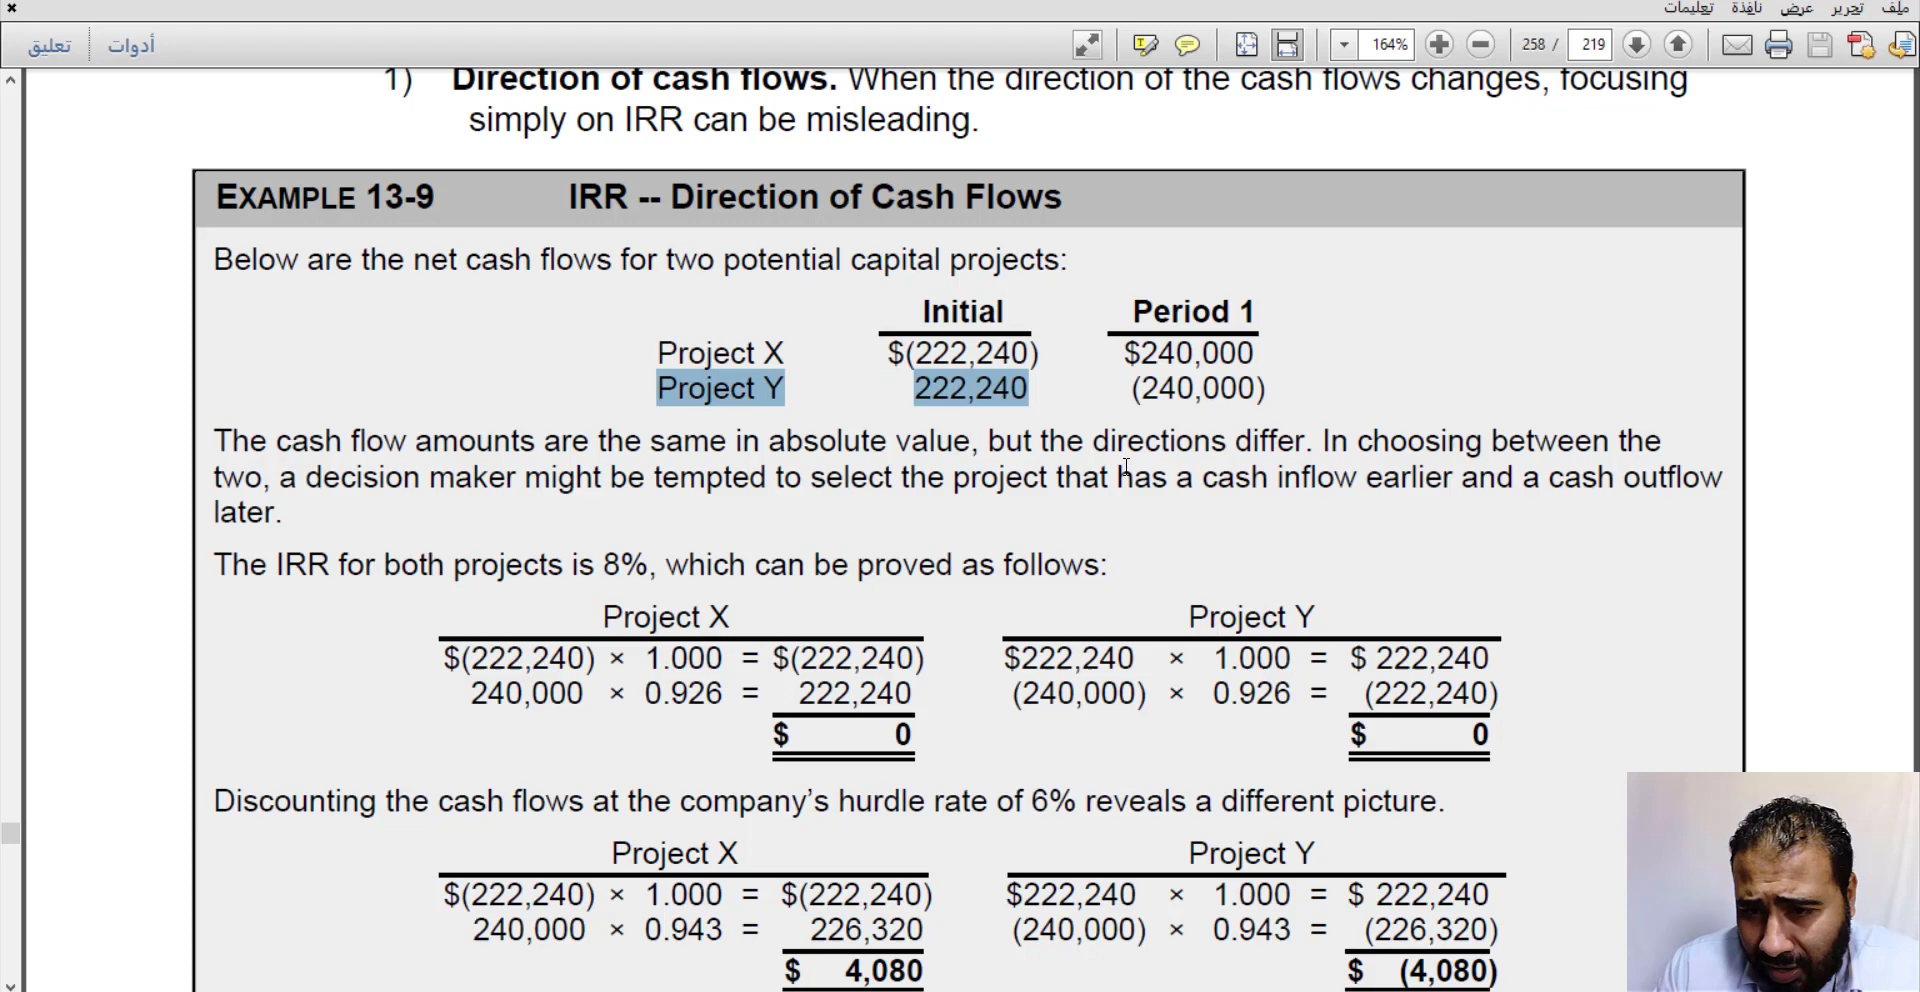 ملف تحرير عرض نافذة تعليمات
تعليق أدوات 164% 258 / 219
1) Direction of cash flows. When the direction of the cash flows changes, focusing
simply on IRR can be misleading.
EXAMPLE 13-9 IRR -- Direction of Cash Flows
Below are the net cash flows for two potential capital projects:
Initial Period 1
Project X $(222,240) $240,000
Project Y 222,240 (240,000)
The cash flow amounts are the same in absolute value, but the directions differ. In choosing between the
two, a decision maker might be tempted to select the project that has a cash inflow earlier and a cash outflow
later.
The IRR for both projects is 8%, which can be proved as follows:
Project X Project Y
$(222,240) × 1.000 = $(222,240) $222,240 × 1.000 = $ 222,240
240,000 × 0.926 = 222,240 (240,000) × 0.926 = (222,240)
$ 0 $ 0
Discounting the cash flows at the company's hurdle rate of 6% reveals a different picture.
Project X Project Y
$(222,240) × 1.000 = $(222,240) $222,240 × 1.000 = $ 222,240
240,000 × 0.943 = 226,320 (240,000) × 0.943 = (226,320)
$ 4,080 $ (4,080)